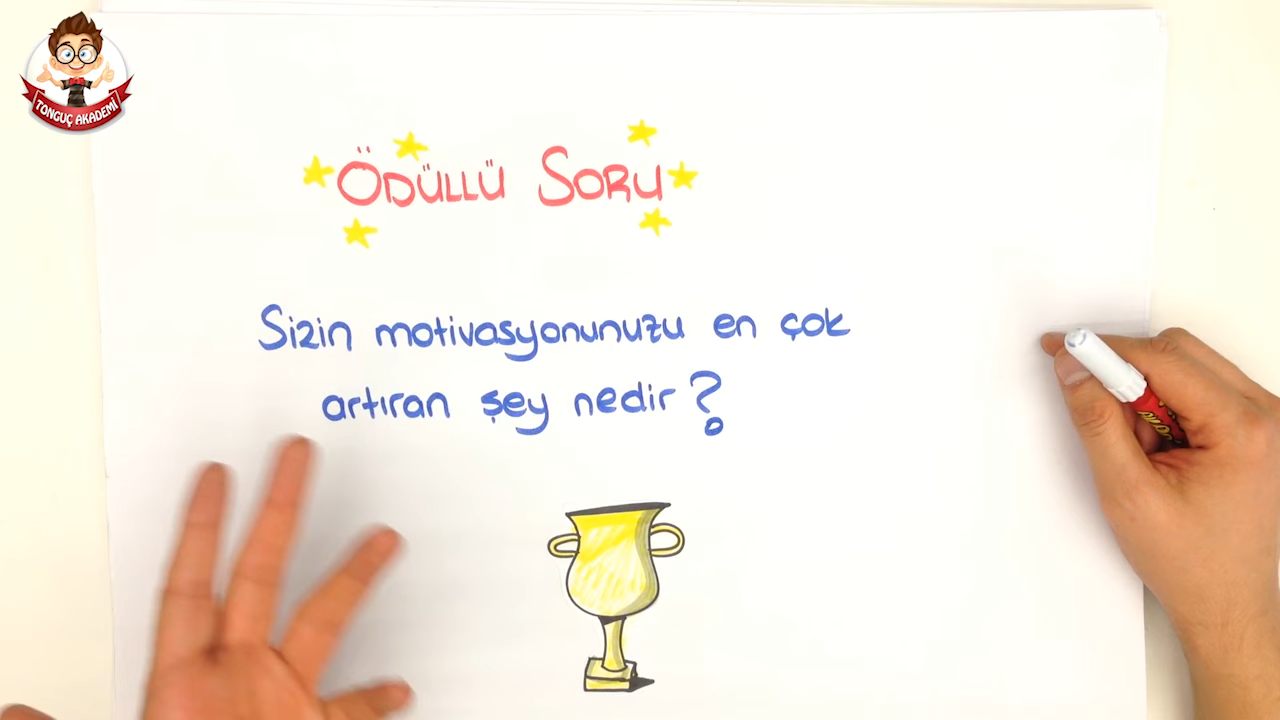 TONGUÇ AKADEMİ
ÖDÜLLÜ SORU
Sizin motivasyonunuzu en çok
artıran şey nedir?